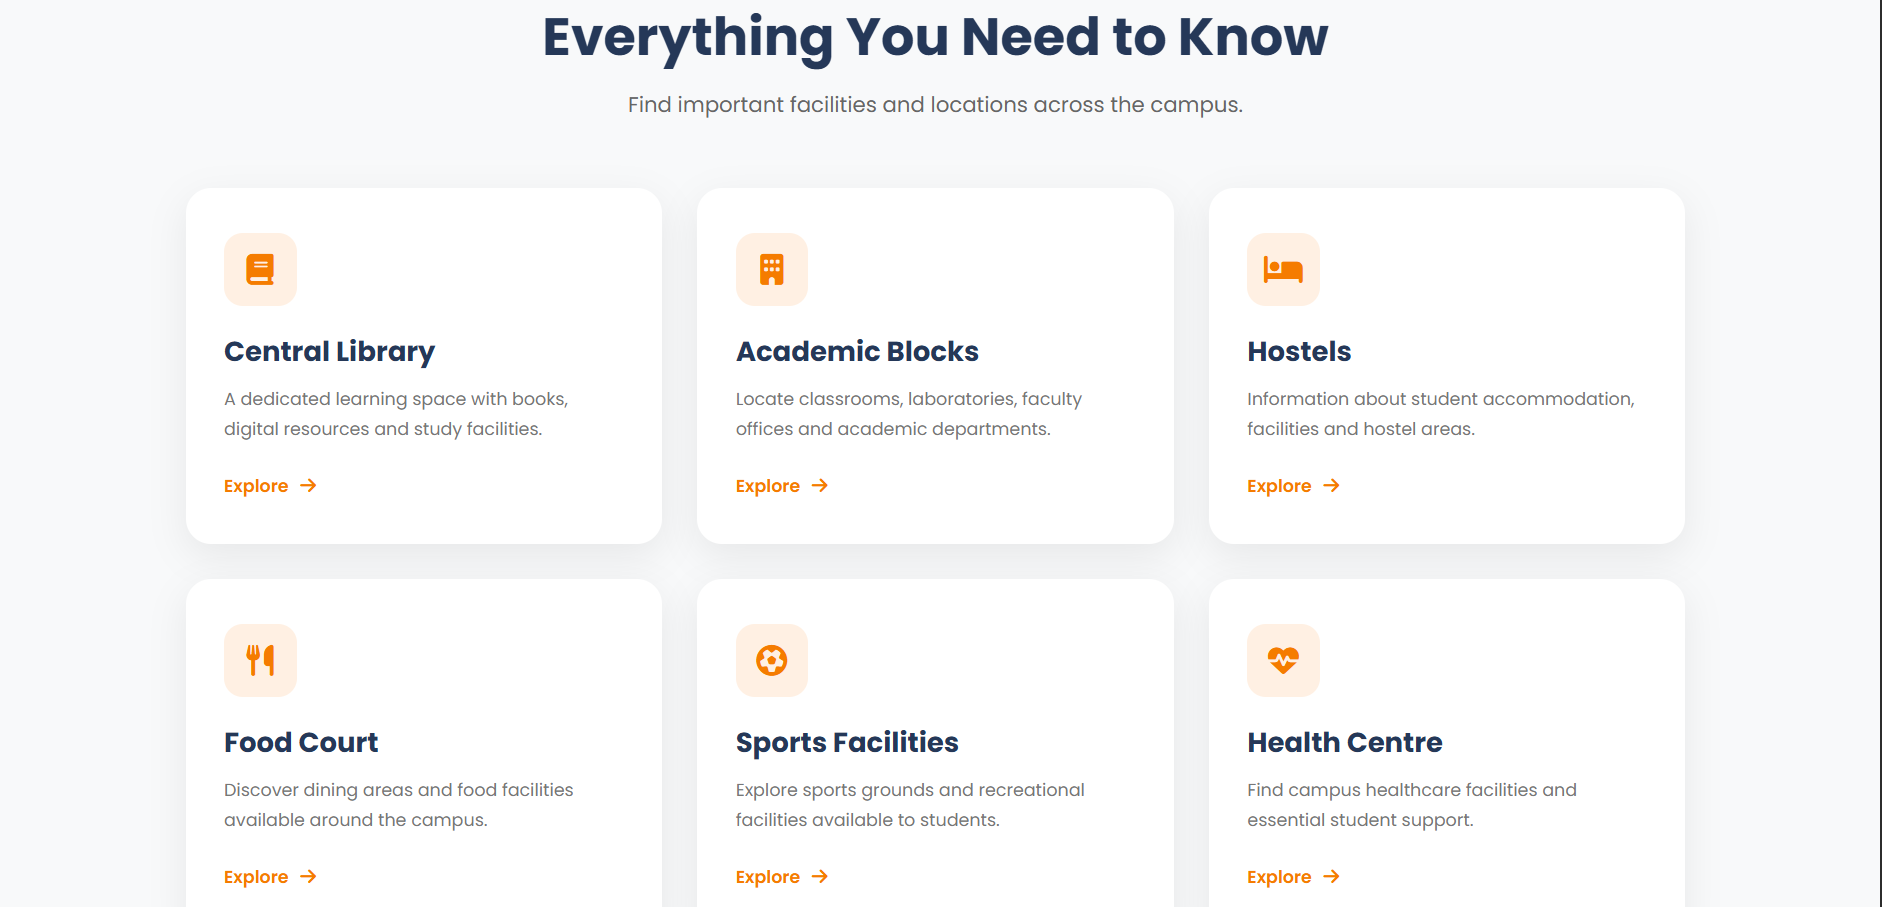 Everything You Need to Know
Find important facilities and locations across the campus.
Central Library
A dedicated learning space with books,
digital resources and study facilities.
Explore →
Academic Blocks
Locate classrooms, laboratories, faculty
offices and academic departments.
Explore →
Hostels
Information about student accommodation,
facilities and hostel areas.
Explore →
Food Court
Discover dining areas and food facilities
available around the campus.
Explore →
Sports Facilities
Explore sports grounds and recreational
facilities available to students.
Explore →
Health Centre
Find campus healthcare facilities and
essential student support.
Explore →